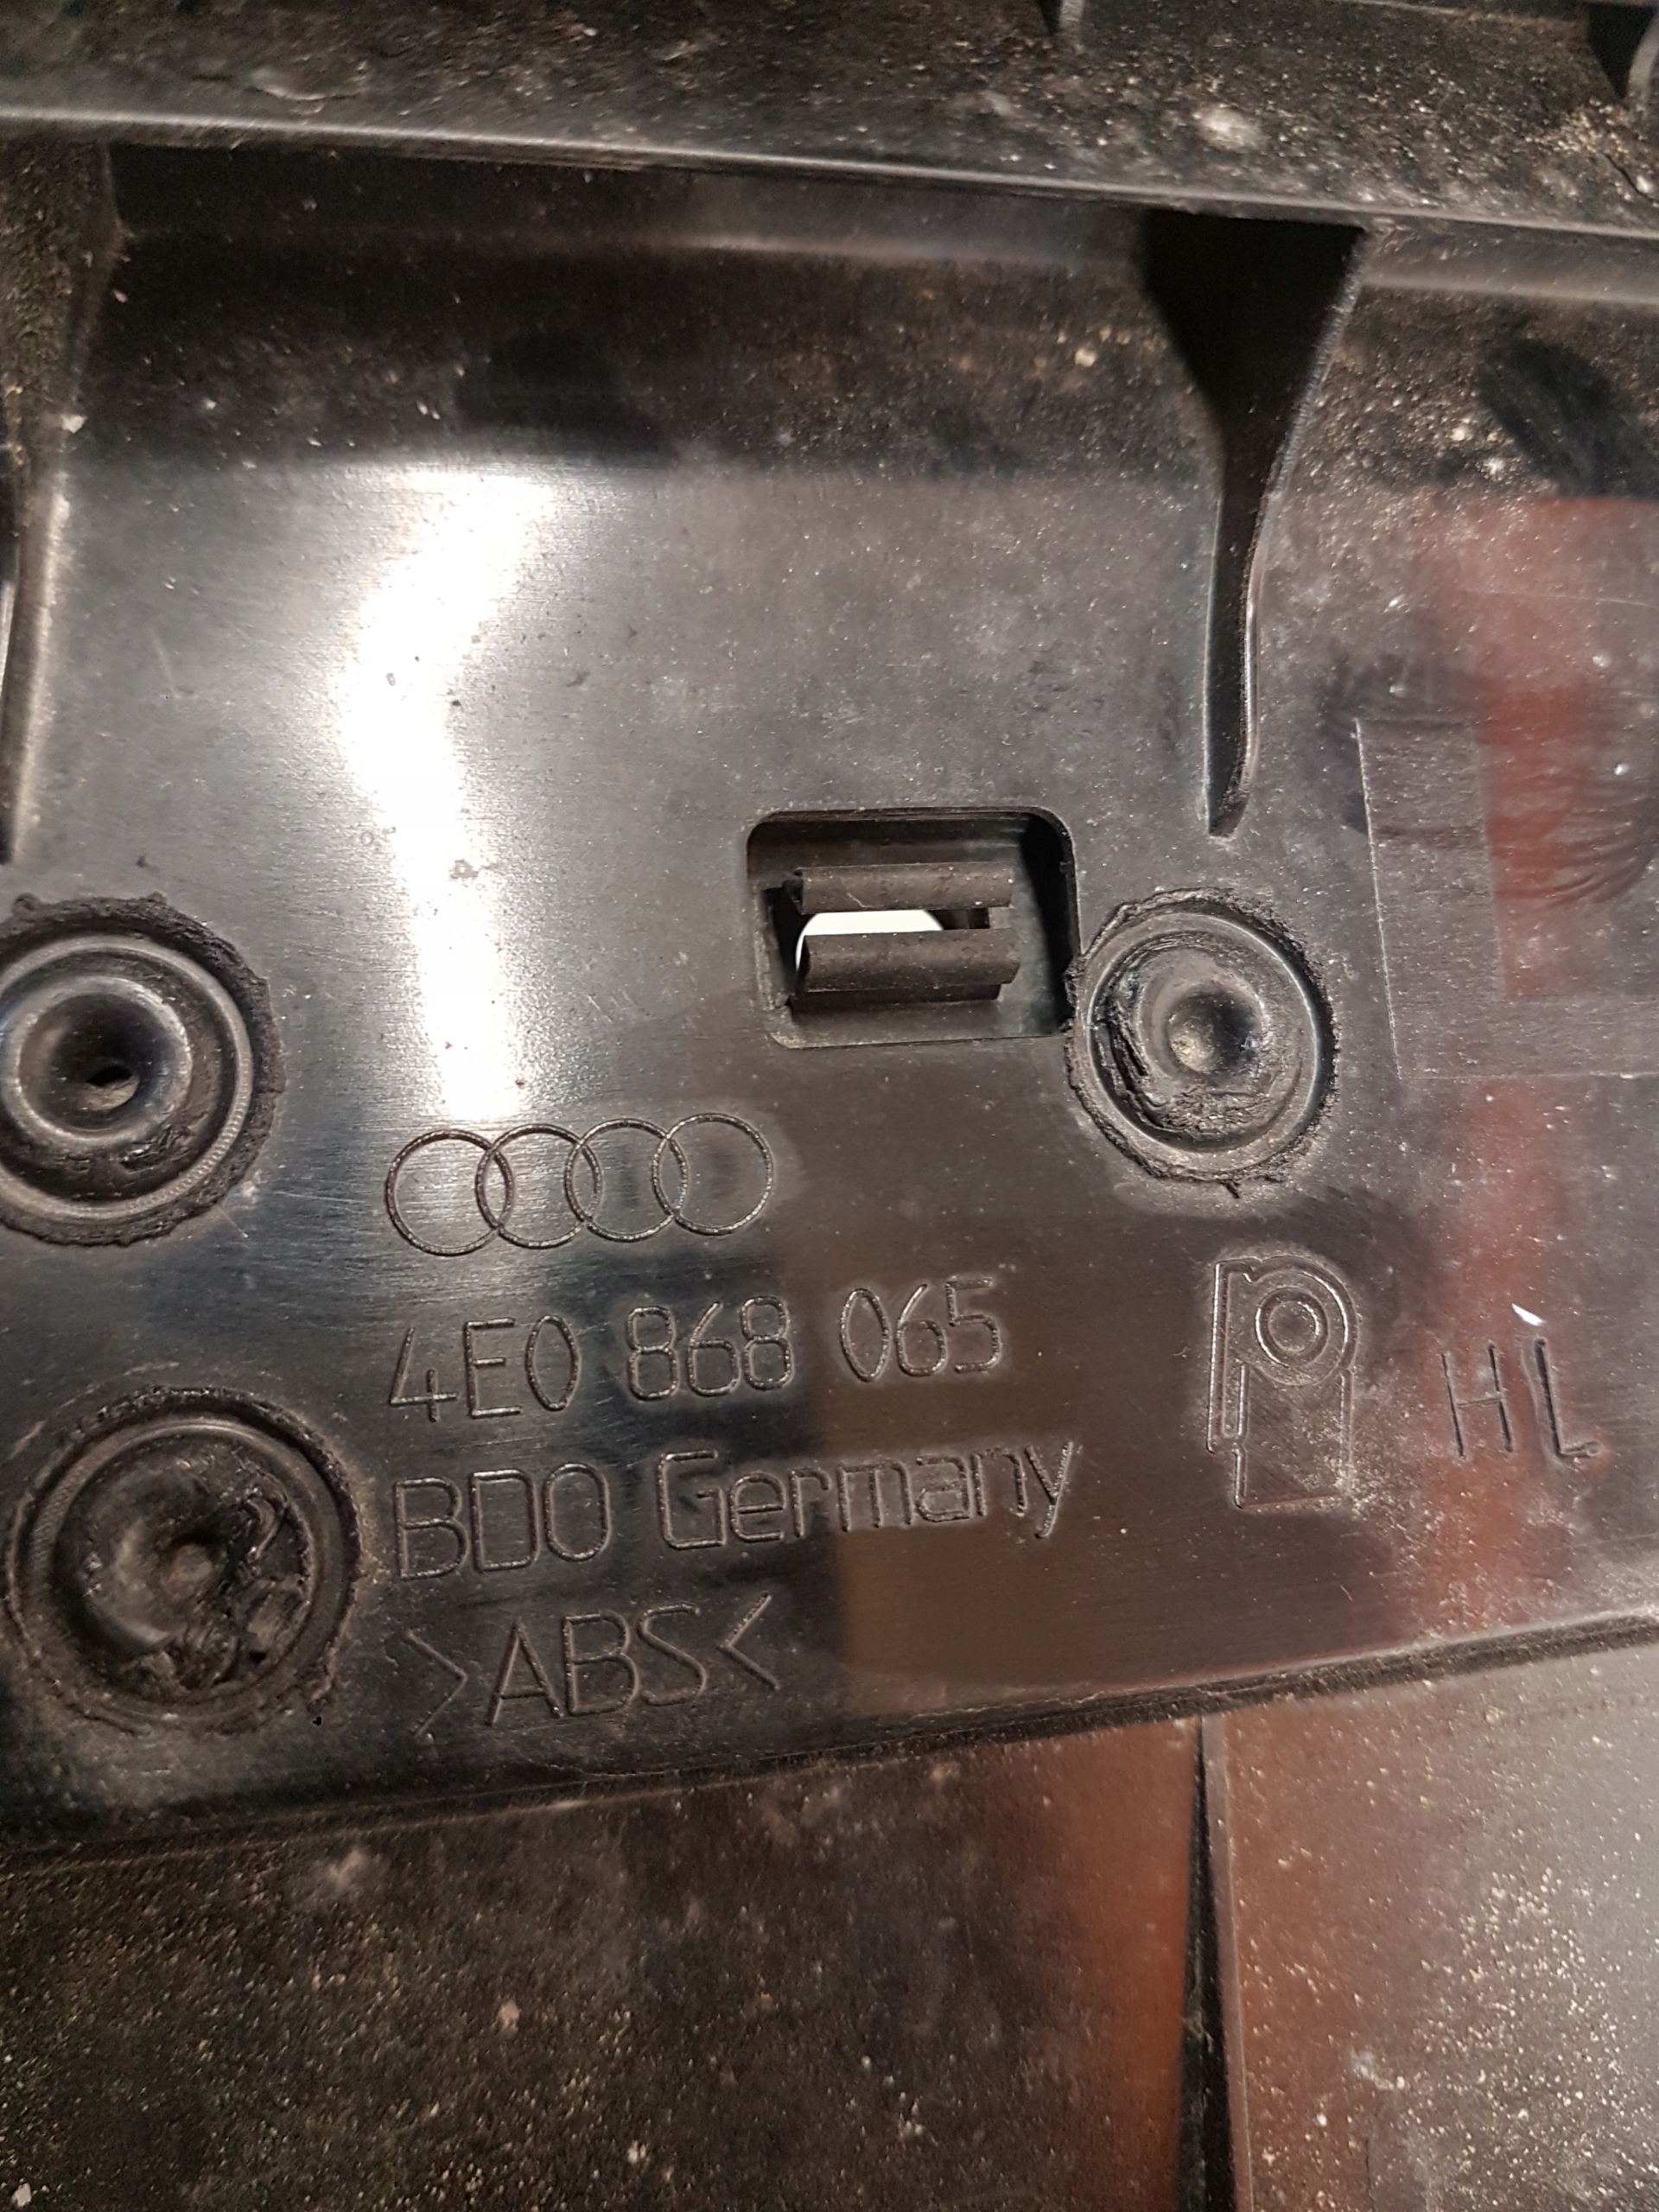 4E0 868 065
BDO Germany
>ABS<
HL